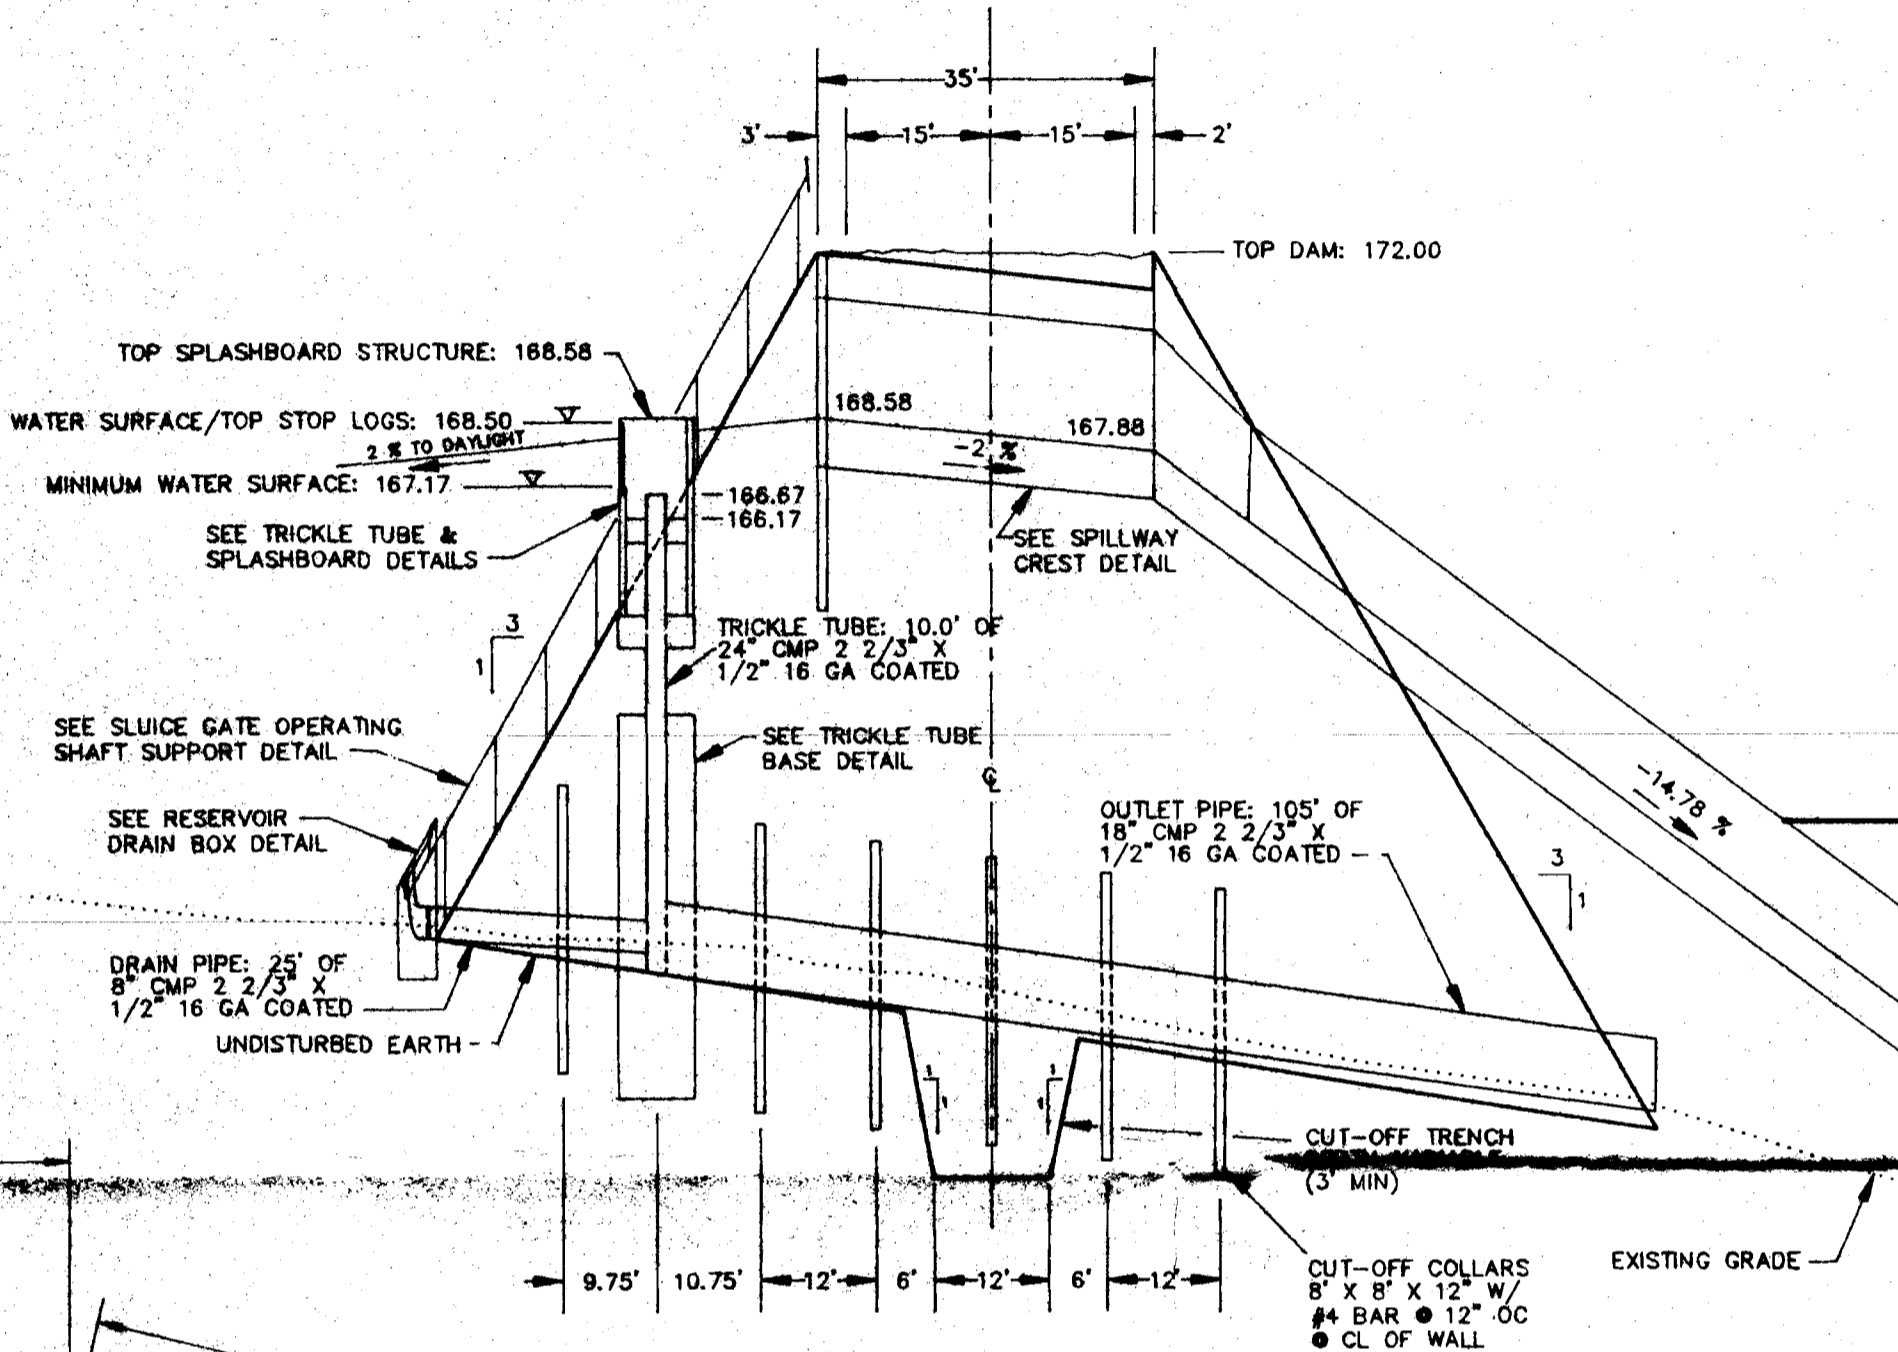 35'
3'
15'
15'
2'
TOP DAM: 172.00
TOP SPLASHBOARD STRUCTURE: 168.58
WATER SURFACE/TOP STOP LOGS: 168.50
2 % TO DAYLIGHT
MINIMUM WATER SURFACE: 167.17
168.58
167.88
-2 %
166.67
166.17
SEE TRICKLE TUBE &
SPLASHBOARD DETAILS
SEE SPILLWAY
CREST DETAIL
3
1
TRICKLE TUBE: 10.0' OF
24" CMP 2 2/3" X
1/2" 16 GA COATED
SEE SLUICE GATE OPERATING
SHAFT SUPPORT DETAIL
SEE TRICKLE TUBE
BASE DETAIL
℄
-14.78 %
SEE RESERVOIR
DRAIN BOX DETAIL
OUTLET PIPE: 105' OF
18" CMP 2 2/3" X
1/2" 16 GA COATED
3
1
DRAIN PIPE: 25' OF
8" CMP 2 2/3" X
1/2" 16 GA COATED
UNDISTURBED EARTH
1
1
1
1
CUT-OFF TRENCH
(3' MIN)
9.75'
10.75'
12'
6'
12'
6'
12'
CUT-OFF COLLARS
8' X 8' X 12" W/
#4 BAR @ 12" OC
@ CL OF WALL
EXISTING GRADE